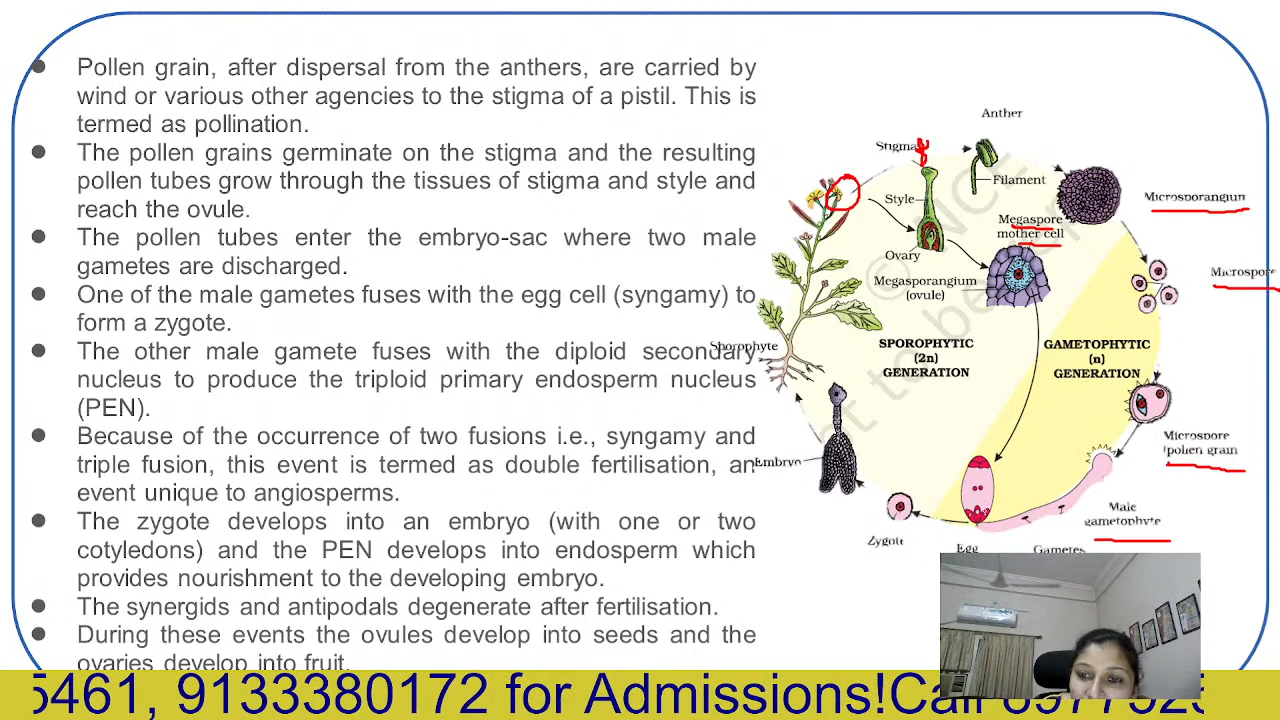 ● Pollen grain, after dispersal from the anthers, are carried by
wind or various other agencies to the stigma of a pistil. This is
termed as pollination.
● The pollen grains germinate on the stigma and the resulting
pollen tubes grow through the tissues of stigma and style and
reach the ovule.
● The pollen tubes enter the embryo-sac where two male
gametes are discharged.
● One of the male gametes fuses with the egg cell (syngamy) to
form a zygote.
● The other male gamete fuses with the diploid secondary
nucleus to produce the triploid primary endosperm nucleus
(PEN).
● Because of the occurrence of two fusions i.e., syngamy and
triple fusion, this event is termed as double fertilisation, an
event unique to angiosperms.
● The zygote develops into an embryo (with one or two
cotyledons) and the PEN develops into endosperm which
provides nourishment to the developing embryo.
● The synergids and antipodals degenerate after fertilisation.
● During these events the ovules develop into seeds and the
ovaries develop into fruit.
Anther
Stigma
Filament
Style
Microsporangiun
Megaspore
mother cell
Ovary
Microspore
Megasporangium
(ovule)
Sporophyte
SPOROPHYTIC
(2n)
GENERATION
GAMETOPHYTIC
(n)
GENERATION
Microspore
(pollen grain
Embryo
Male
gametophyte
Zygote
Egg
Gametes
5461, 9133380172 for Admissions!Call